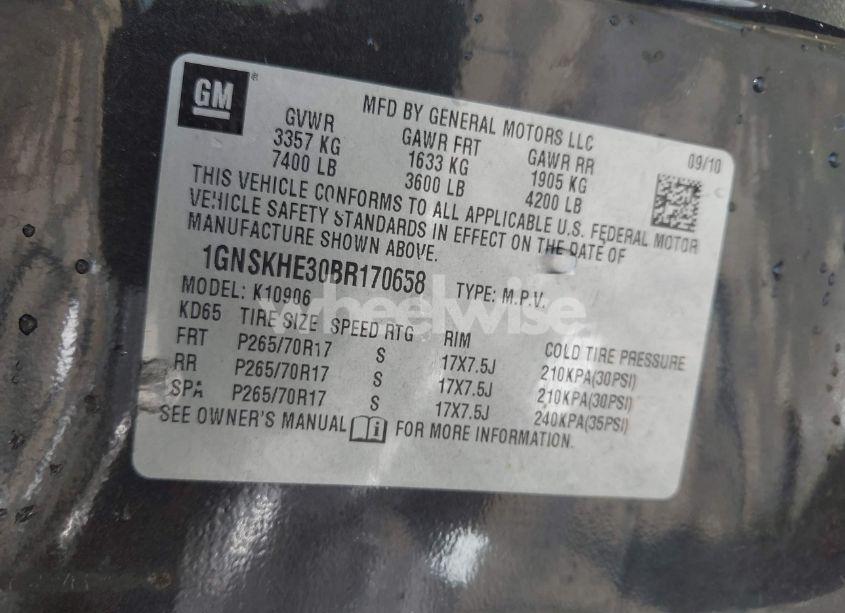 GM
MFD BY GENERAL MOTORS LLC
09/10
GVWR GAWR FRT GAWR RR
3357 KG 1633 KG 1905 KG
7400 LB 3600 LB 4200 LB
THIS VEHICLE CONFORMS TO ALL APPLICABLE U.S. FEDERAL MOTOR
VEHICLE SAFETY STANDARDS IN EFFECT ON THE DATE OF
MANUFACTURE SHOWN ABOVE.
1GNSKHE30BR170658 TYPE: M.P.V.
MODEL: K10906
KD65 TIRE SIZE SPEED RTG RIM COLD TIRE PRESSURE
FRT P265/70R17 S 17X7.5J 210KPA(30PSI)
RR P265/70R17 S 17X7.5J 210KPA(30PSI)
SPA P265/70R17 S 17X7.5J 240KPA(35PSI)
SEE OWNER'S MANUAL FOR MORE INFORMATION.
wheelwise